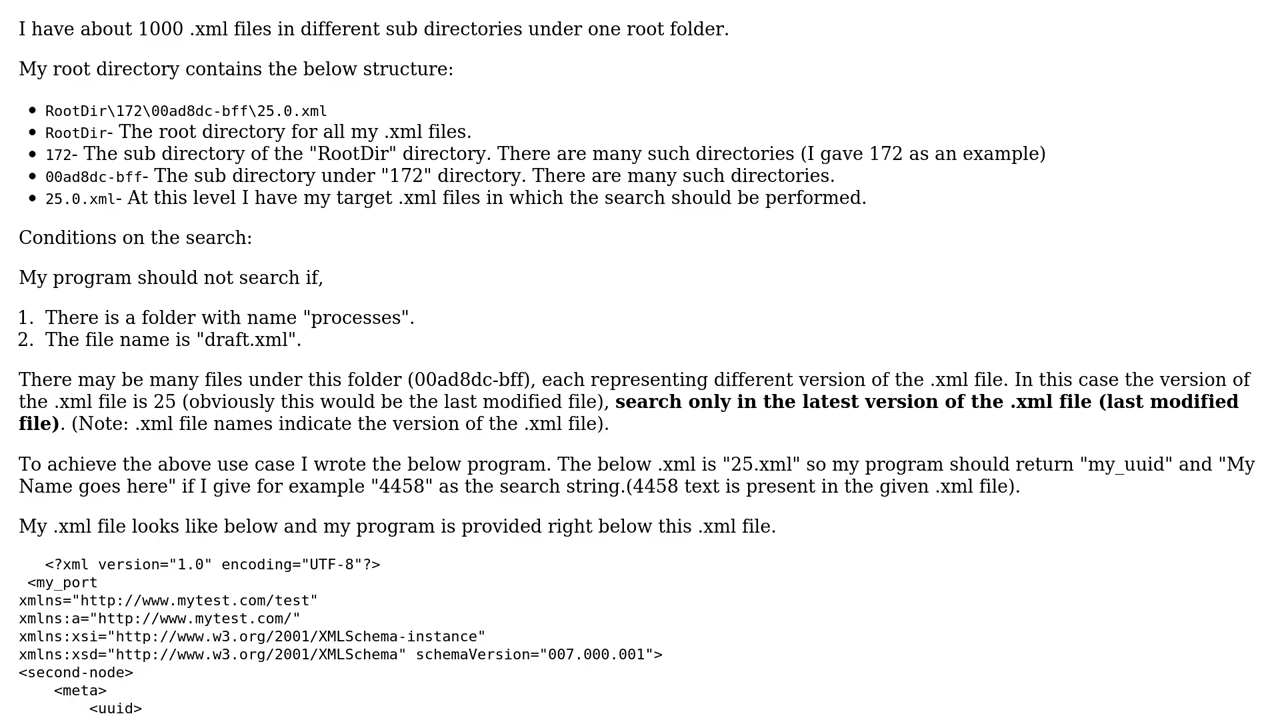 I have about 1000 .xml files in different sub directories under one root folder.
My root directory contains the below structure:
• RootDir\172\00ad8dc-bff\25.0.xml
• RootDir- The root directory for all my .xml files.
• 172- The sub directory of the "RootDir" directory. There are many such directories (I gave 172 as an example)
• 00ad8dc-bff- The sub directory under "172" directory. There are many such directories.
• 25.0.xml- At this level I have my target .xml files in which the search should be performed.
Conditions on the search:
My program should not search if,
1. There is a folder with name "processes".
2. The file name is "draft.xml".
There may be many files under this folder (00ad8dc-bff), each representing different version of the .xml file. In this case the version of
the .xml file is 25 (obviously this would be the last modified file), search only in the latest version of the .xml file (last modified
file). (Note: .xml file names indicate the version of the .xml file).
To achieve the above use case I wrote the below program. The below .xml is "25.xml" so my program should return "my_uuid" and "My
Name goes here" if I give for example "4458" as the search string.(4458 text is present in the given .xml file).
My .xml file looks like below and my program is provided right below this .xml file.
<?xml version="1.0" encoding="UTF-8"?>
<my_port
xmlns="http://www.mytest.com/test"
xmlns:a="http://www.mytest.com/"
xmlns:xsi="http://www.w3.org/2001/XMLSchema-instance"
xmlns:xsd="http://www.w3.org/2001/XMLSchema" schemaVersion="007.000.001">
<second-node>
<meta>
<uuid>